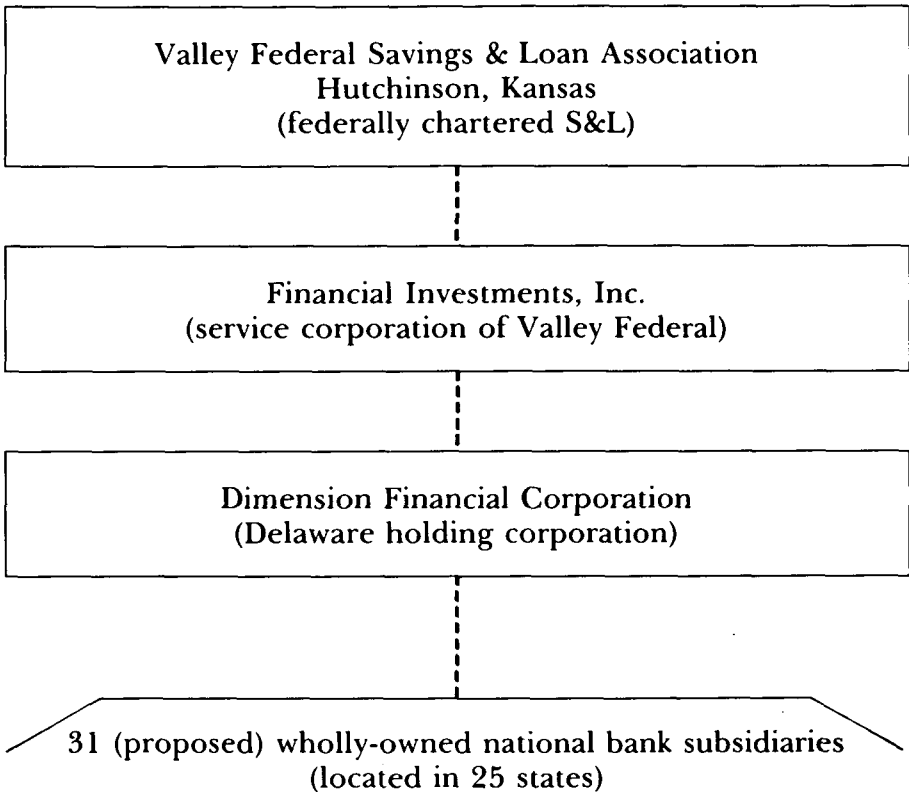 Valley Federal Savings & Loan Association
Hutchinson, Kansas
(federally chartered S&L)
Financial Investments, Inc.
(service corporation of Valley Federal)
Dimension Financial Corporation
(Delaware holding corporation)
31 (proposed) wholly-owned national bank subsidiaries
(located in 25 states)